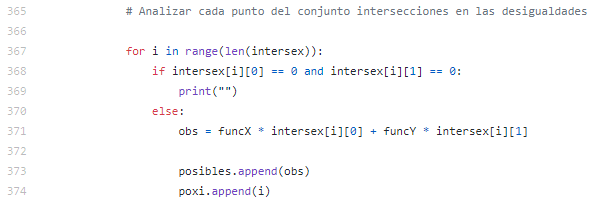 365 # Analizar cada punto del conjunto intersecciones en las desigualdades
366
367 for i in range(len(intersex)):
368 if intersex[i][0] == 0 and intersex[i][1] == 0:
369 print("")
370 else:
371 obs = funcX * intersex[i][0] + funcY * intersex[i][1]
372
373 posibles.append(obs)
374 poxi.append(i)